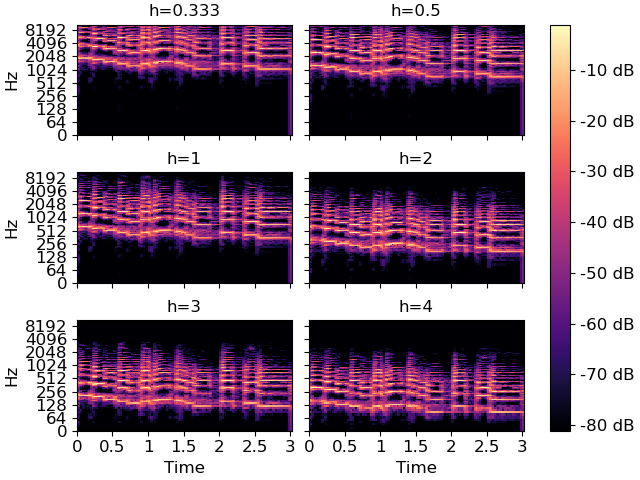 h=0.333 h=0.5
8192
4096
2048
1024
512
256
128
64
0
Hz
h=1 h=2
8192
4096
2048
1024
512
256
128
64
0
Hz
h=3 h=4
8192
4096
2048
1024
512
256
128
64
0
Hz
0 0.5 1 1.5 2 2.5 3 0 0.5 1 1.5 2 2.5 3
Time Time
-10 dB
-20 dB
-30 dB
-40 dB
-50 dB
-60 dB
-70 dB
-80 dB